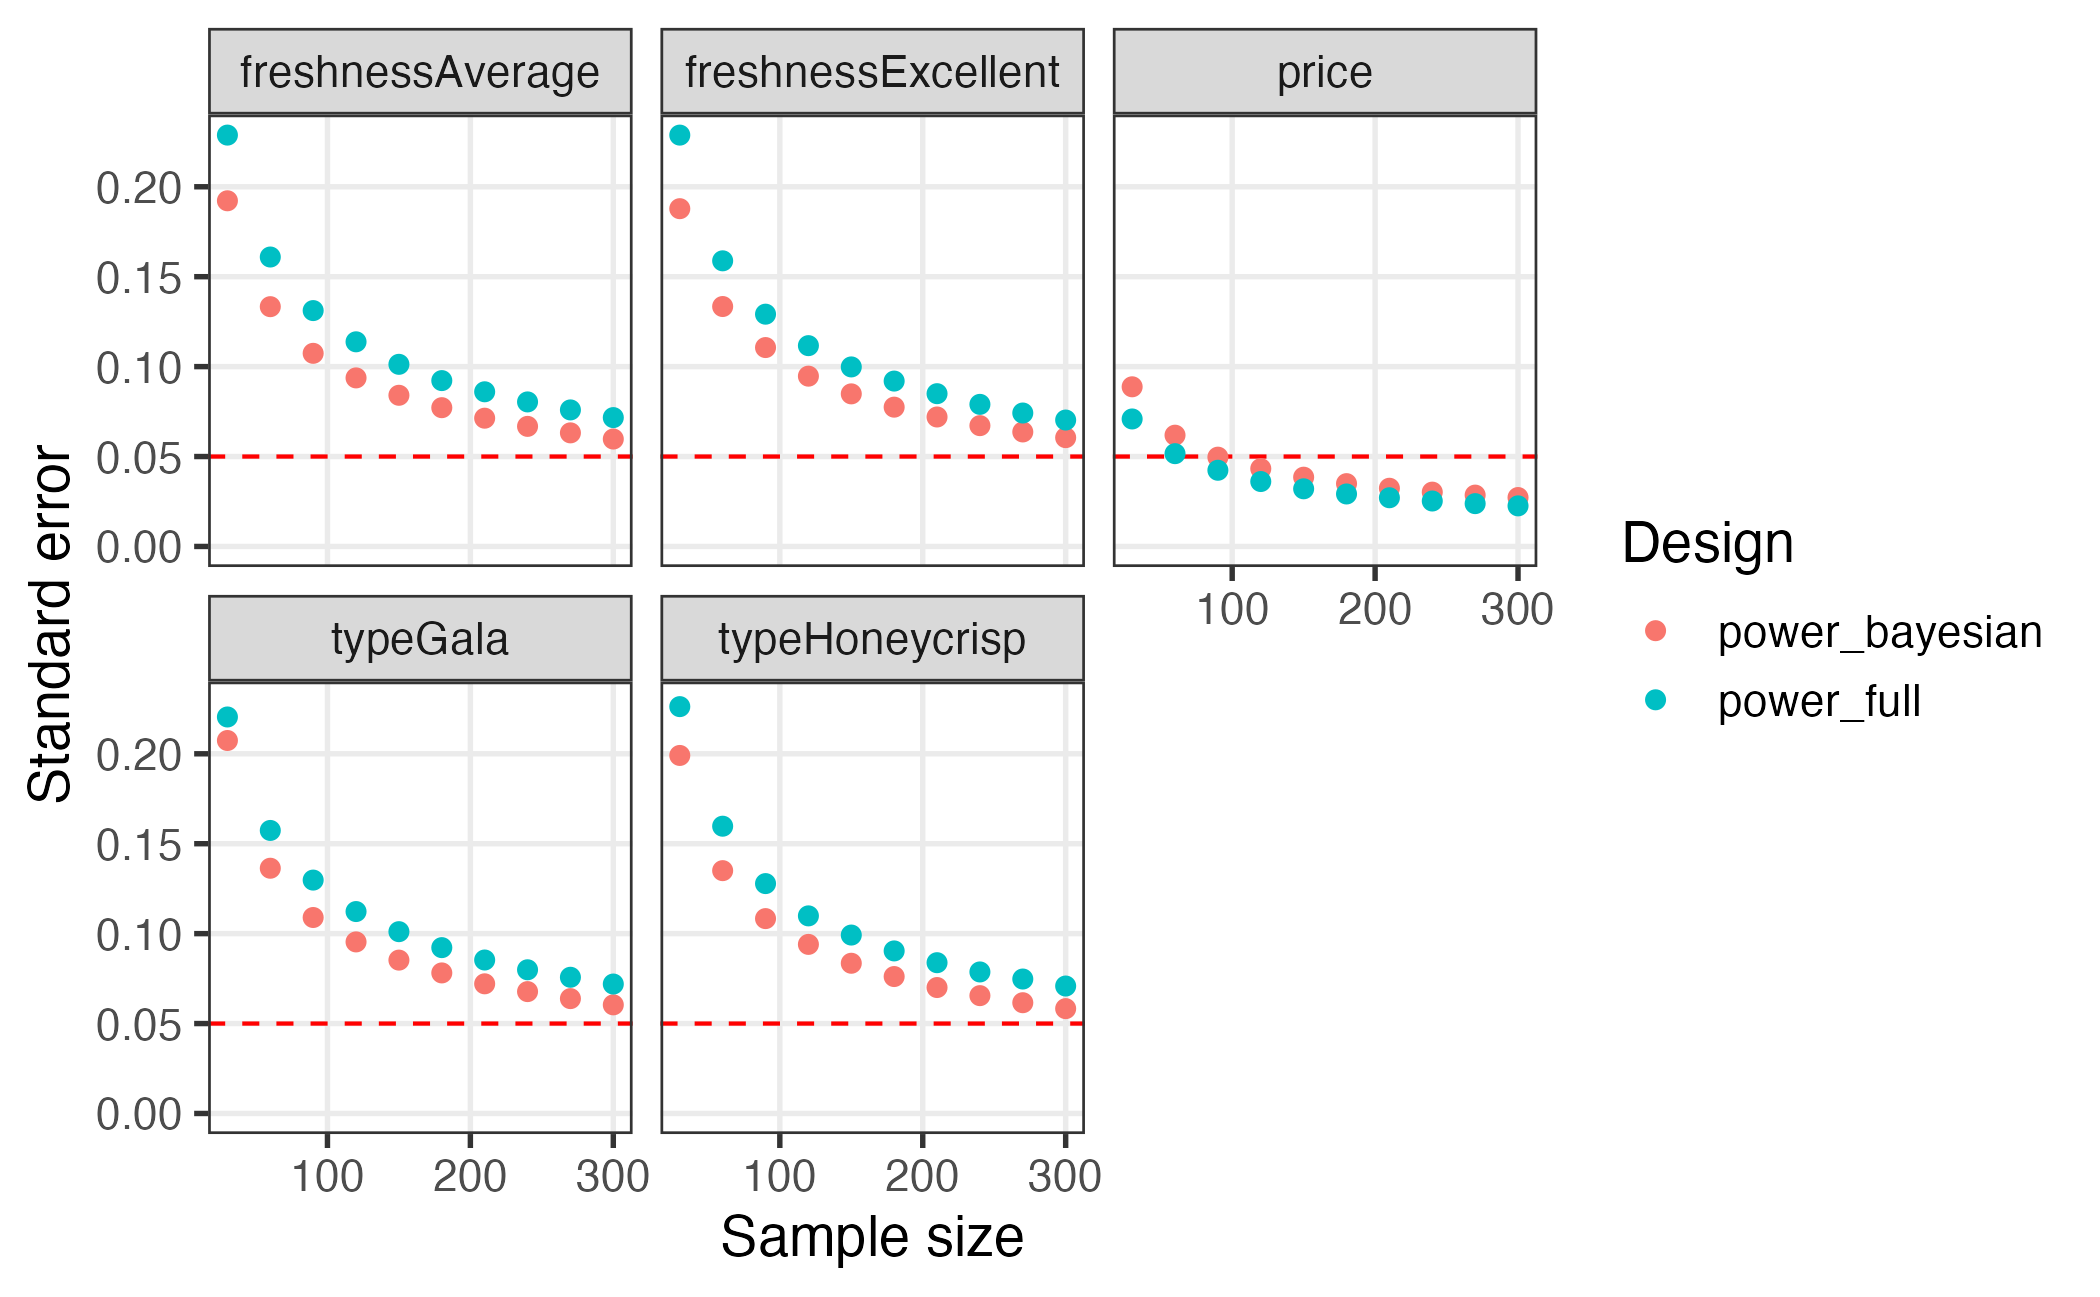 freshnessAverage
freshnessExcellent
price
0.20
0.15
0.10
0.05
0.00
100 200 300
typeGala
typeHoneycrisp
0.20
0.15
0.10
0.05
0.00
100 200 300
100 200 300
Standard error
Sample size
Design
power_bayesian
power_full